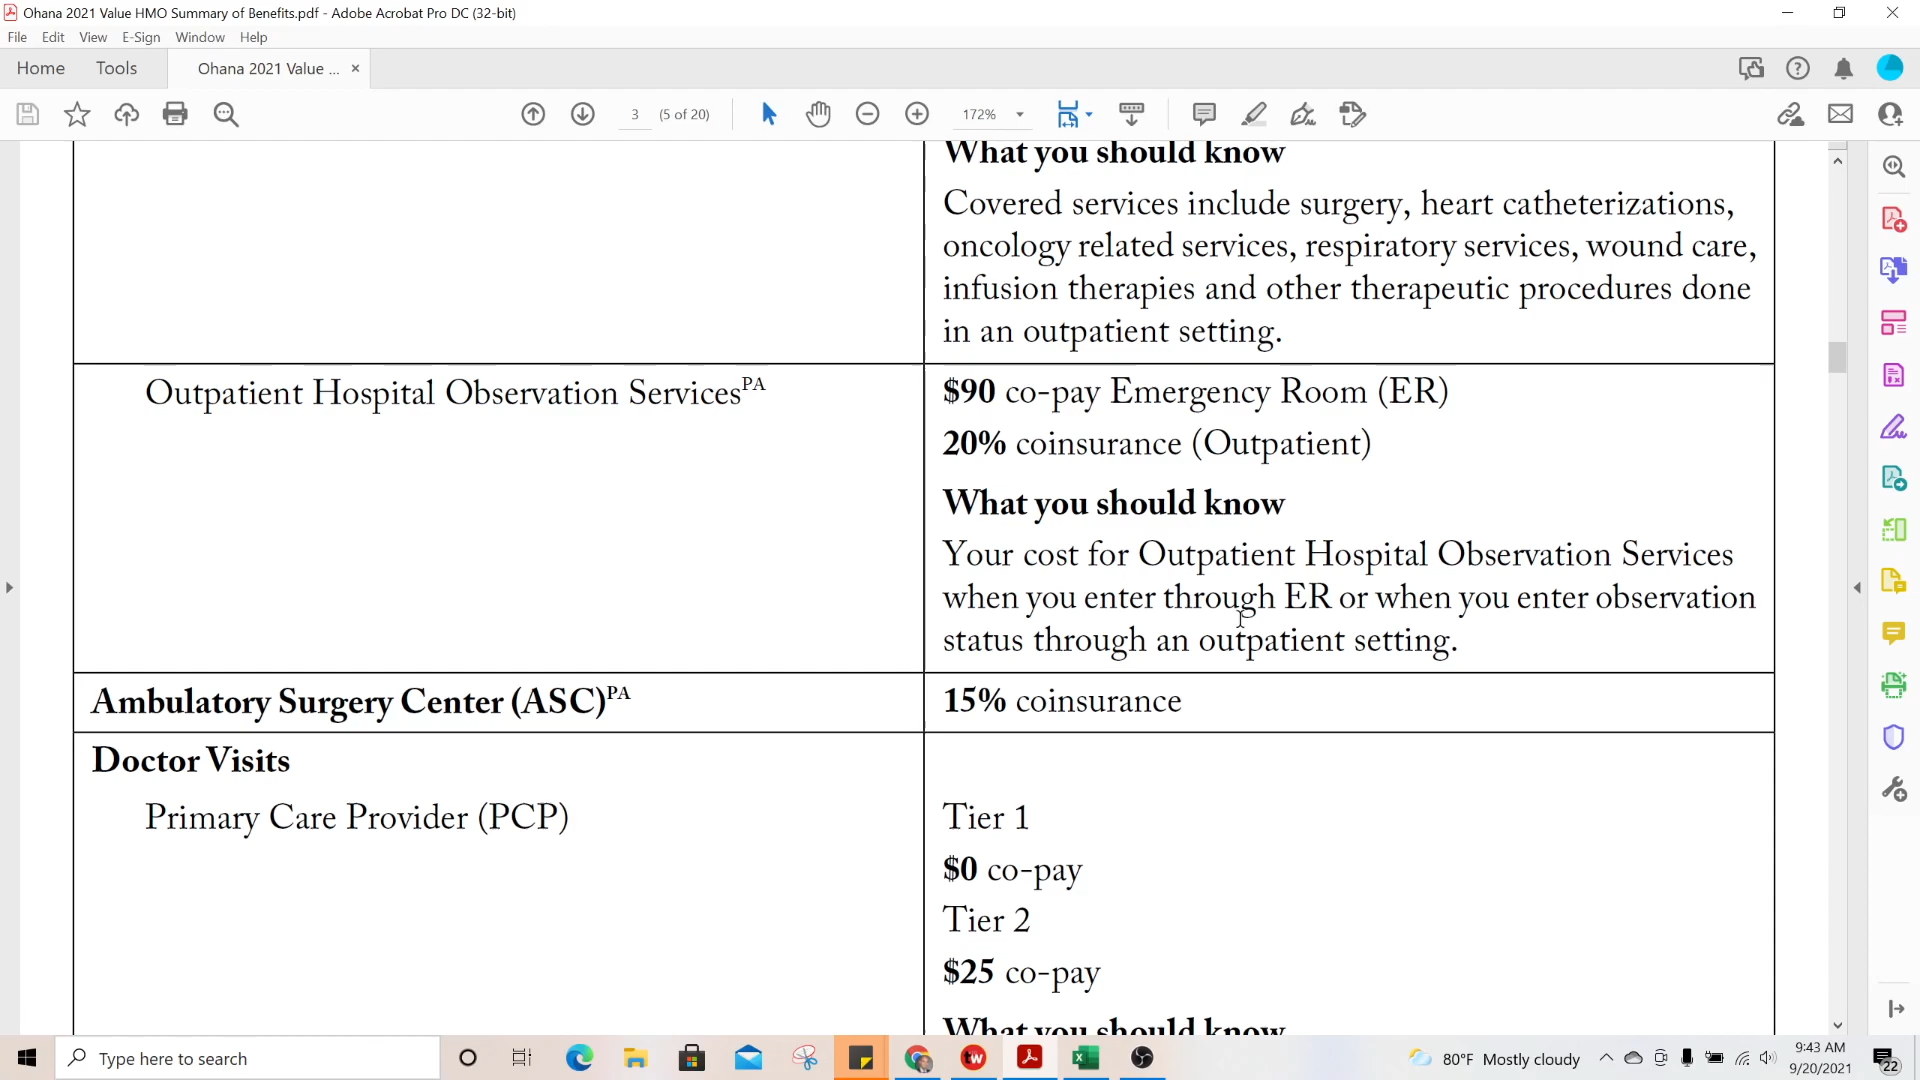 Ohana 2021 Value HMO Summary of Benefits.pdf - Adobe Acrobat Pro DC (32-bit)
File Edit View E-Sign Window Help
Home Tools Ohana 2021 Value ... ×
3 (5 of 20) 172%
What you should know
Covered services include surgery, heart catheterizations,
oncology related services, respiratory services, wound care,
infusion therapies and other therapeutic procedures done
in an outpatient setting.
Outpatient Hospital Observation ServicesPA
$90 co-pay Emergency Room (ER)
20% coinsurance (Outpatient)
What you should know
Your cost for Outpatient Hospital Observation Services
when you enter through ER or when you enter observation
status through an outpatient setting.
Ambulatory Surgery Center (ASC)PA
15% coinsurance
Doctor Visits
Primary Care Provider (PCP)
Tier 1
$0 co-pay
Tier 2
$25 co-pay
What you should know
Type here to search
tw
80°F Mostly cloudy
9:43 AM
9/20/2021
22